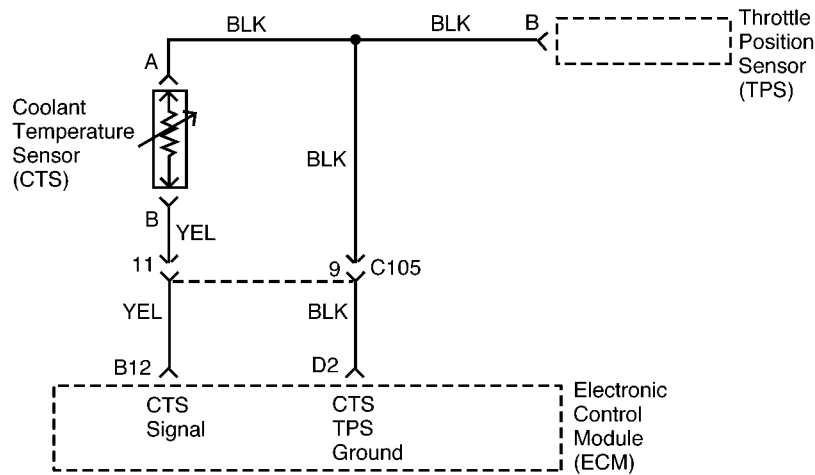 BLK
BLK
B
Throttle
Position
Sensor
(TPS)
A
Coolant
Temperature
Sensor
(CTS)
BLK
B
YEL
11
9
C105
YEL
BLK
B12
D2
CTS
Signal
CTS
TPS
Ground
Electronic
Control
Module
(ECM)